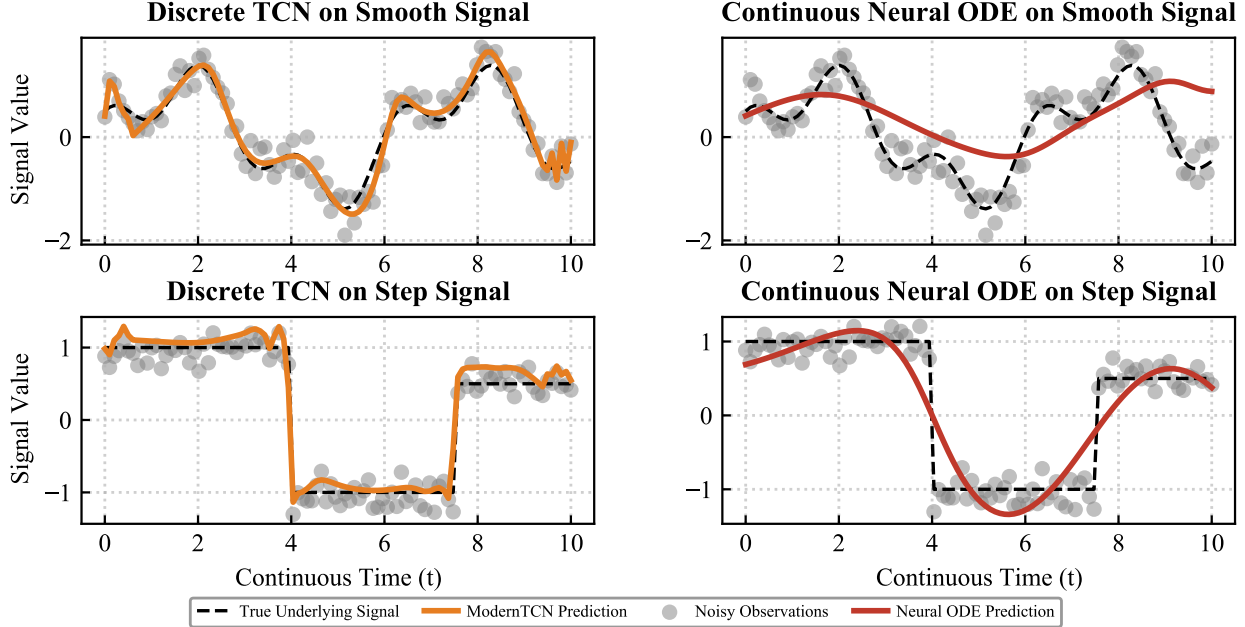 Discrete TCN on Smooth Signal
Continuous Neural ODE on Smooth Signal
Signal Value
0
−2
0 2 4 6 8 10
0
−2
0 2 4 6 8 10
Discrete TCN on Step Signal
Continuous Neural ODE on Step Signal
Signal Value
1
0
−1
0 2 4 6 8 10
Continuous Time (t)
1
0
−1
0 2 4 6 8 10
Continuous Time (t)
True Underlying Signal ModernTCN Prediction Noisy Observations Neural ODE Prediction